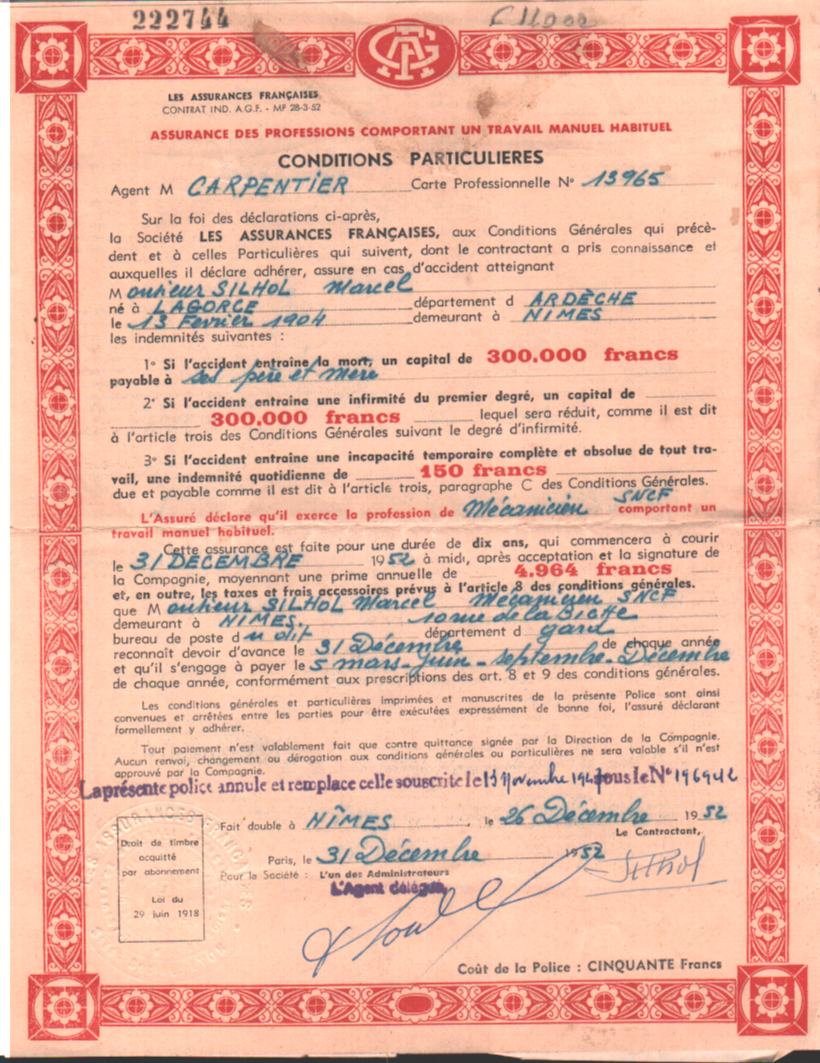 222744
AGF
LES ASSURANCES FRANÇAISES
CONTRAT IND. A.G.F. - MF 28-3-52
ASSURANCE DES PROFESSIONS COMPORTANT UN TRAVAIL MANUEL HABITUEL
CONDITIONS PARTICULIERES
Agent M CARPENTIER Carte Professionnelle N° 13965
Sur la foi des déclarations ci-après,
la Société LES ASSURANCES FRANÇAISES, aux Conditions Générales qui précè-
dent et à celles Particulières qui suivent, dont le contractant a pris connaissance et
auxquelles il déclare adhérer, assure en cas d'accident atteignant
Monsieur SILHOL Marcel
né à LAGORCE département d ARDÈCHE
le 13 Fevrier 1904 demeurant à NIMES
les indemnités suivantes :
1° Si l'accident entraine la mort, un capital de 300.000 francs
payable à ses père et mère
2° Si l'accident entraine une infirmité du premier degré, un capital de
300.000 francs lequel sera réduit, comme il est dit
à l'article trois des Conditions Générales suivant le degré d'infirmité.
3° Si l'accident entraine une incapacité temporaire complète et absolue de tout tra-
vail, une indemnité quotidienne de 150 francs
due et payable comme il est dit à l'article trois, paragraphe C des Conditions Générales.
L'Assuré déclare qu'il exerce la profession de Mécanicien SNCF comportant un
travail manuel habituel.
Cette assurance est faite pour une durée de dix ans, qui commencera à courir
le 31 DECEMBRE 1952 à midi, après acceptation et la signature de
la Compagnie, moyennant une prime annuelle de 4.964 francs
et, en outre, les taxes et frais accessoires prévus à l'article 8 des conditions générales.
que Monsieur SILHOL Marcel Mécanicien SNCF
demeurant à NIMES. 10 rue de la
bureau de poste du dit département d gard
reconnaît devoir d'avance le 31 Décembre de chaque année
et qu'il s'engage à payer le 5 mars - Juin - septembre - Décembre
de chaque année, conformément aux prescriptions des art. 8 et 9 des conditions générales.
Les conditions générales et particulières imprimées et manuscrites de la présente Police sont ainsi
convenues et arrêtées entre les parties pour être exécutées expressément de bonne foi, l'assuré déclarant
formellement y adhérer.
Tout paiement n'est valablement fait que contre quittance signée par la Direction de la Compagnie.
Aucun renvoi, changement ou dérogation aux conditions générales ou particulières ne sera valable s'il n'est
approuvé par la Compagnie.
La présente police annule et remplace celle souscrite le 13 Novembre sous le N° 196942
Fait double à NÎMES, le 26 Décembre 1952
Le Contractant,
Paris, le 31 Décembre 1952
Silhol
Pour la Société : L'un des Administrateurs
L'Agent délégué,
Droit de timbre
acquitté
par abonnement
Loi du
29 juin 1918
Coût de la Police : CINQUANTE Francs